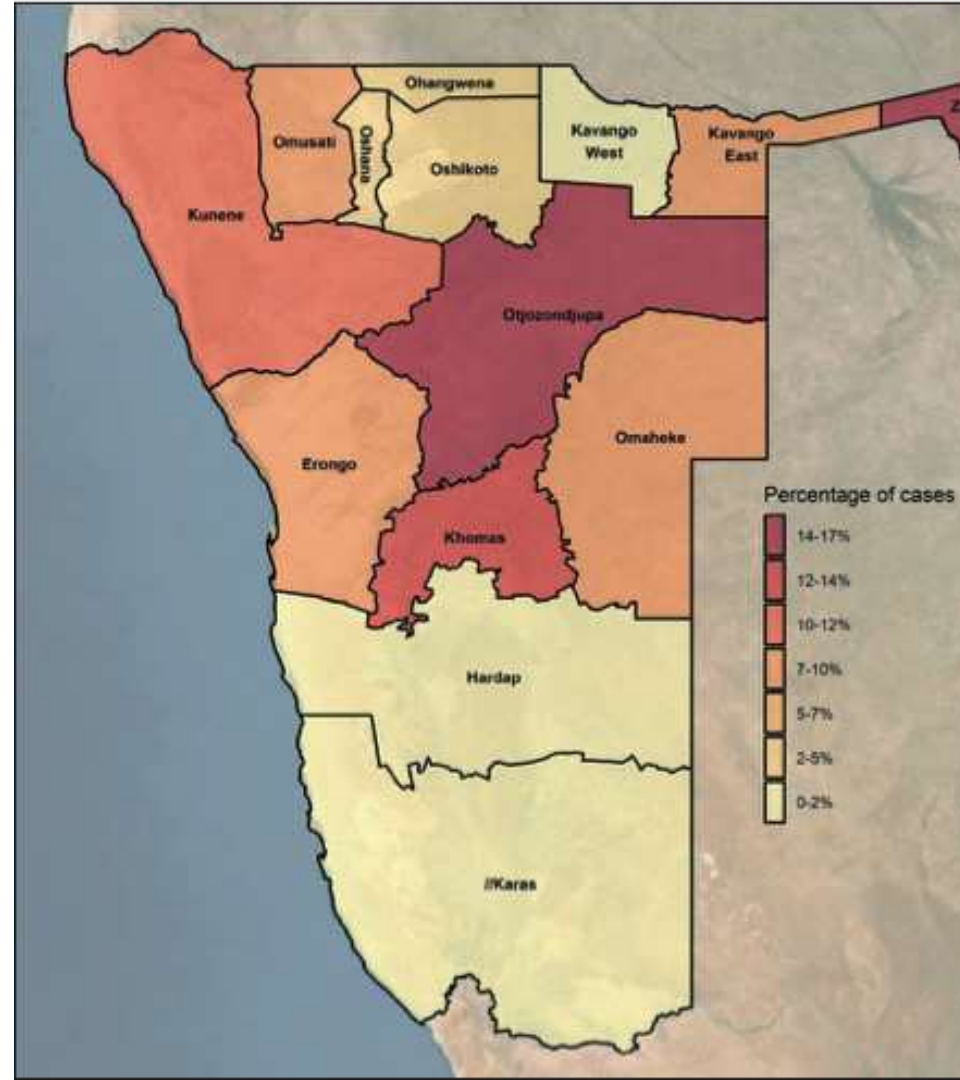 Ohangwena
Omusati
Oshana
Oshikoto
Kavango
West
Kavango
East
Z
Kunene
Otjozondjupa
Omaheke
Erongo
Khomas
Hardap
//Karas
Percentage of cases
14-17%
12-14%
10-12%
7-10%
5-7%
2-5%
0-2%